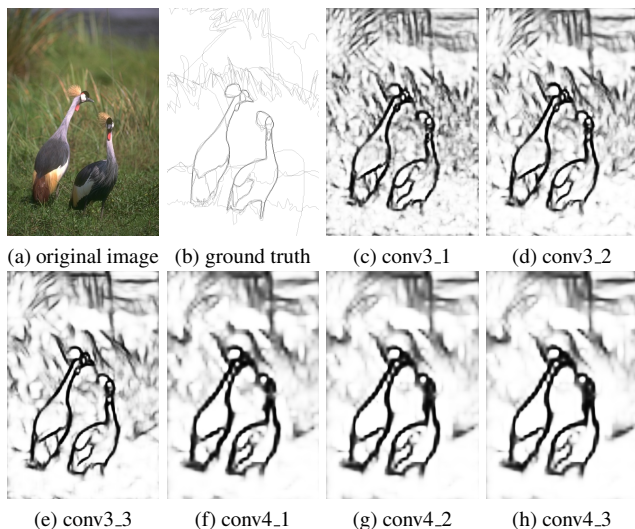 (a) original image (b) ground truth (c) conv3_1 (d) conv3_2
(e) conv3_3 (f) conv4_1 (g) conv4_2 (h) conv4_3